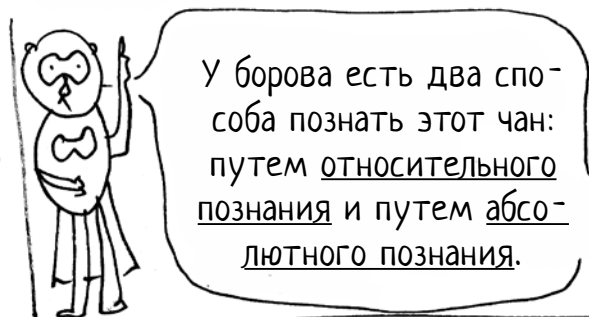 У борова есть два спо-
соба познать этот чан:
путем относительного
познания и путем абсо-
лютного познания.